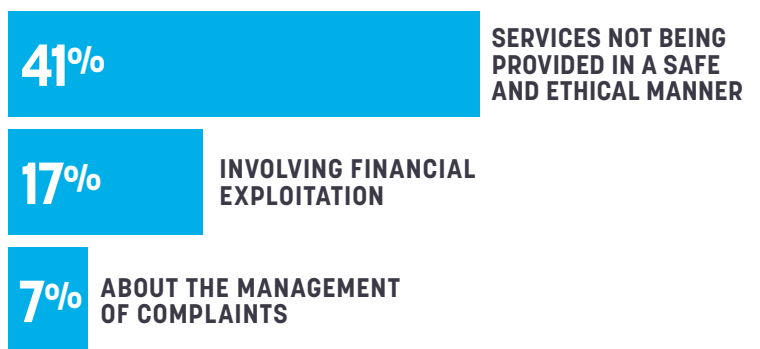 41%
SERVICES NOT BEING
PROVIDED IN A SAFE
AND ETHICAL MANNER
17%
INVOLVING FINANCIAL
EXPLOITATION
7%
ABOUT THE MANAGEMENT
OF COMPLAINTS